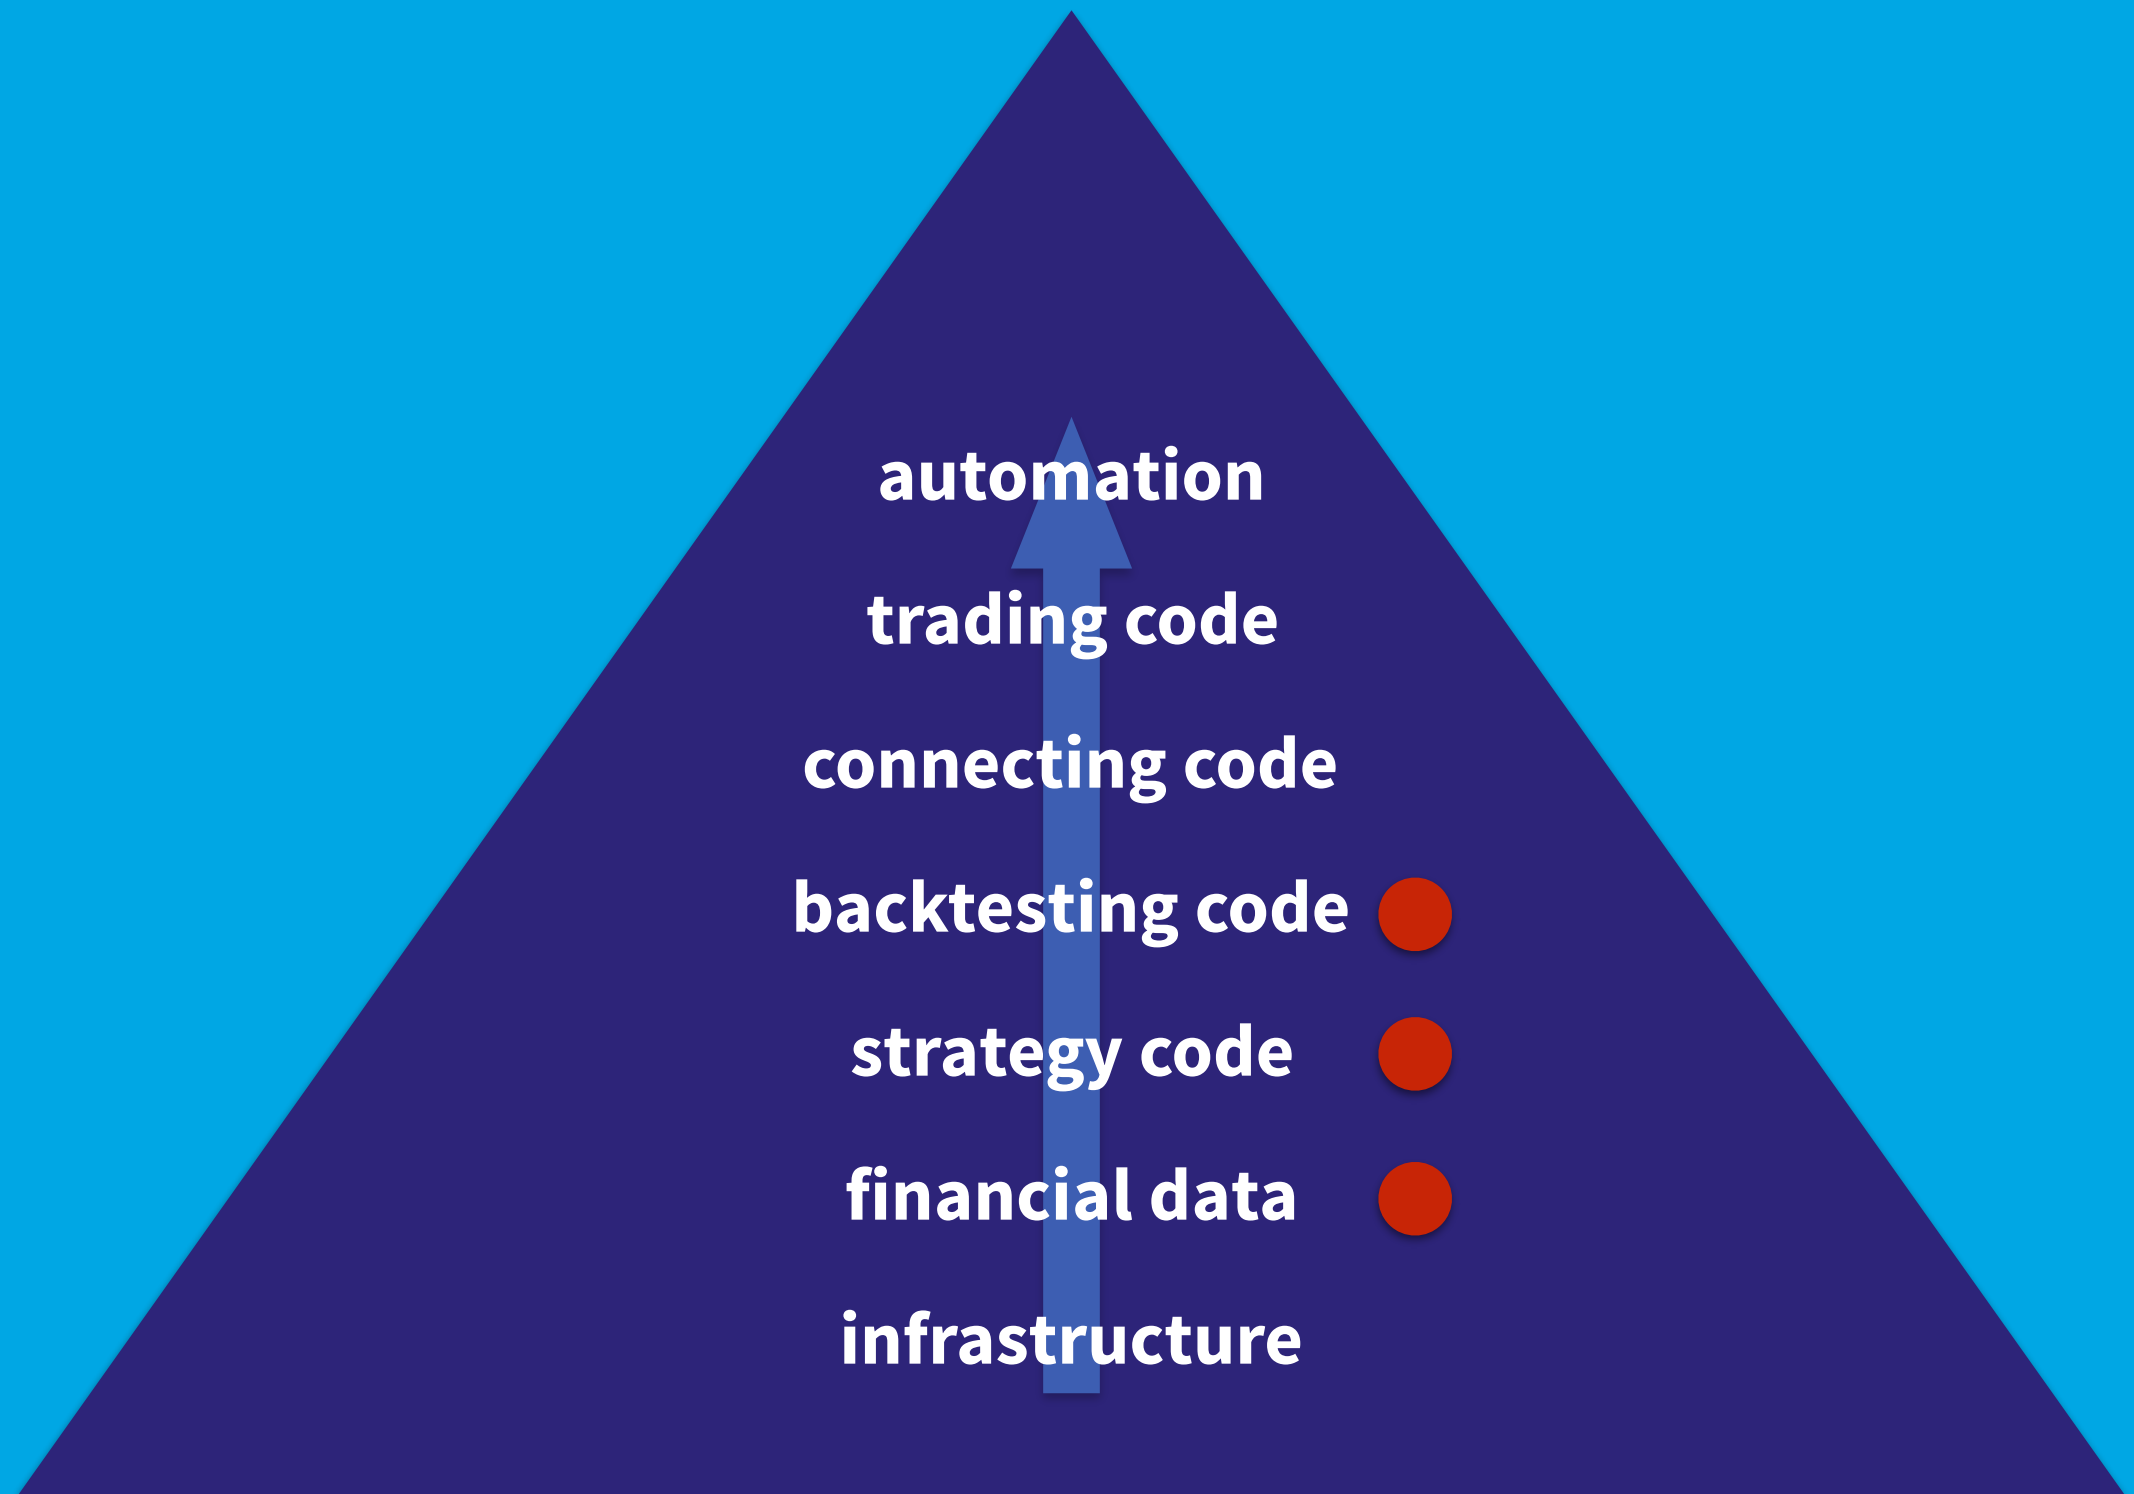 automation
trading code
connecting code
backtesting code
strategy code
financial data
infrastructure